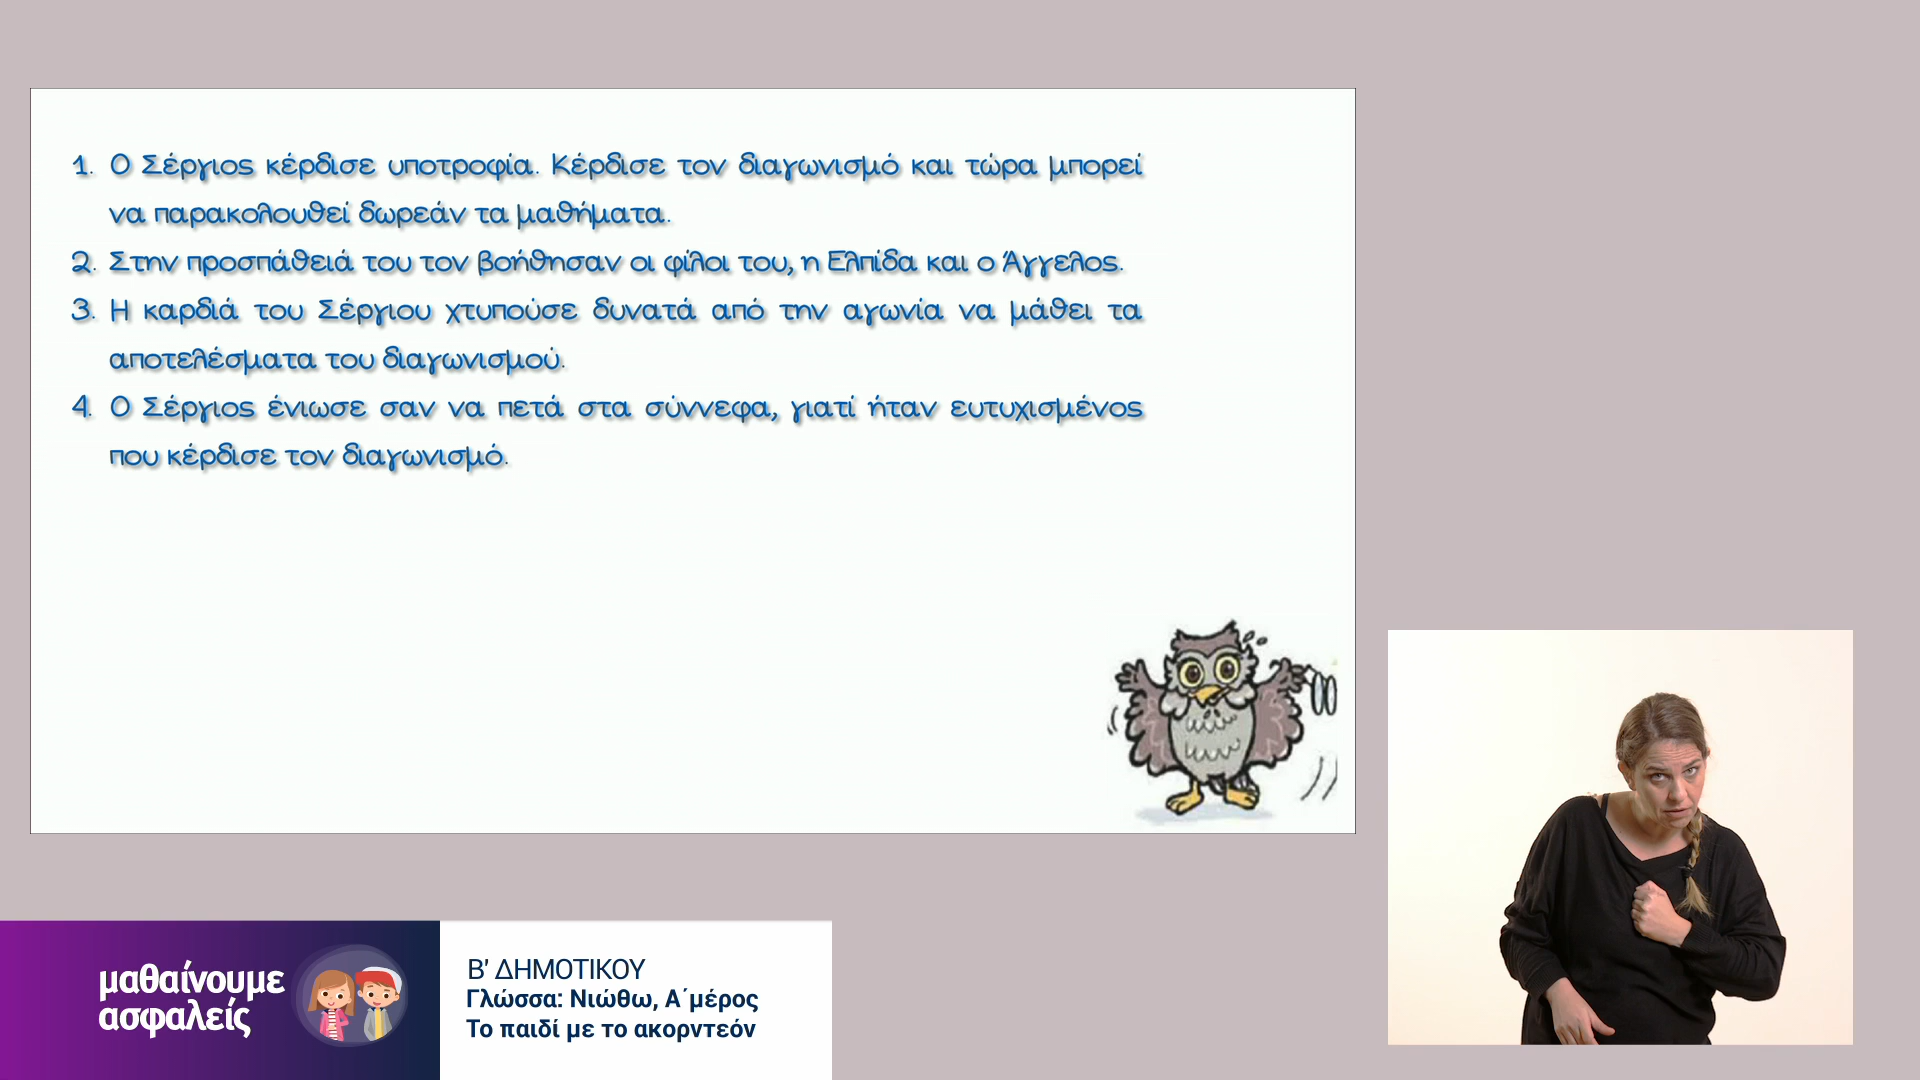 1. Ο Σέργιος κέρδισε υποτροφία. Κέρδισε τον διαγωνισμό και τώρα μπορεί
να παρακολουθεί δωρεάν τα μαθήματα.
2. Στην προσπάθειά του τον βοήθησαν οι φίλοι του, η Ελπίδα και ο Άγγελος.
3. Η καρδιά του Σέργιου χτυπούσε δυνατά από την αγωνία να μάθει τα
αποτελέσματα του διαγωνισμού.
4. Ο Σέργιος ένιωσε σαν να πετά στα σύννεφα, γιατί ήταν ευτυχισμένος
που κέρδισε τον διαγωνισμό.
μαθαίνουμε
ασφαλείς
Β' ΔΗΜΟΤΙΚΟΥ
Γλώσσα: Νιώθω, Α΄μέρος
Το παιδί με το ακορντεόν